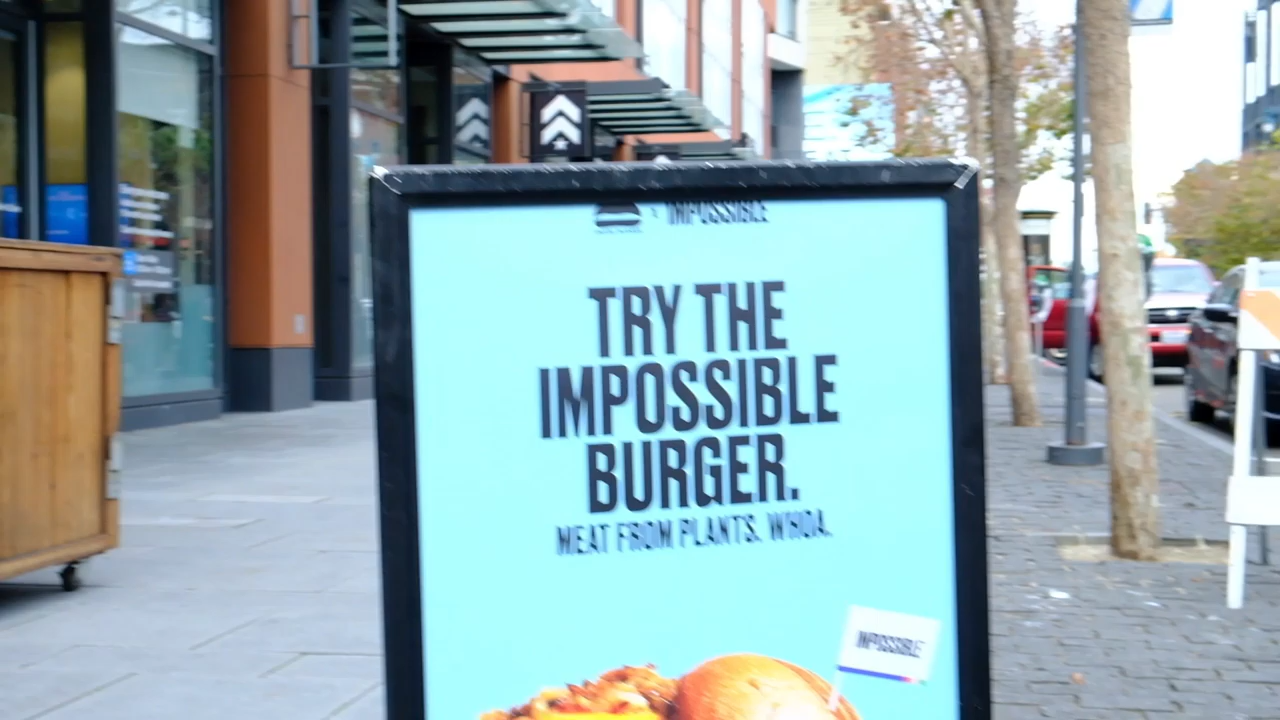 IMPOSSIBLE
TRY THE
IMPOSSIBLE
BURGER.
MEAT FROM PLANTS. WHOA.
IMPOSSIBLE